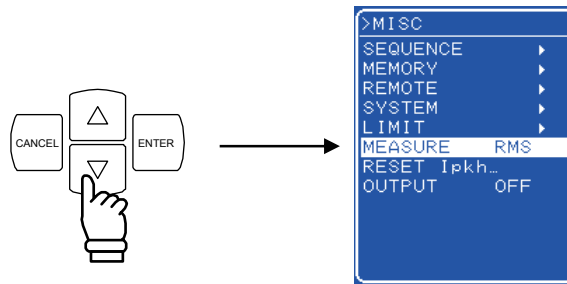 CANCEL
ENTER
>MISC
SEQUENCE
MEMORY
REMOTE
SYSTEM
LIMIT
MEASURE RMS
RESET Ipkh…
OUTPUT OFF